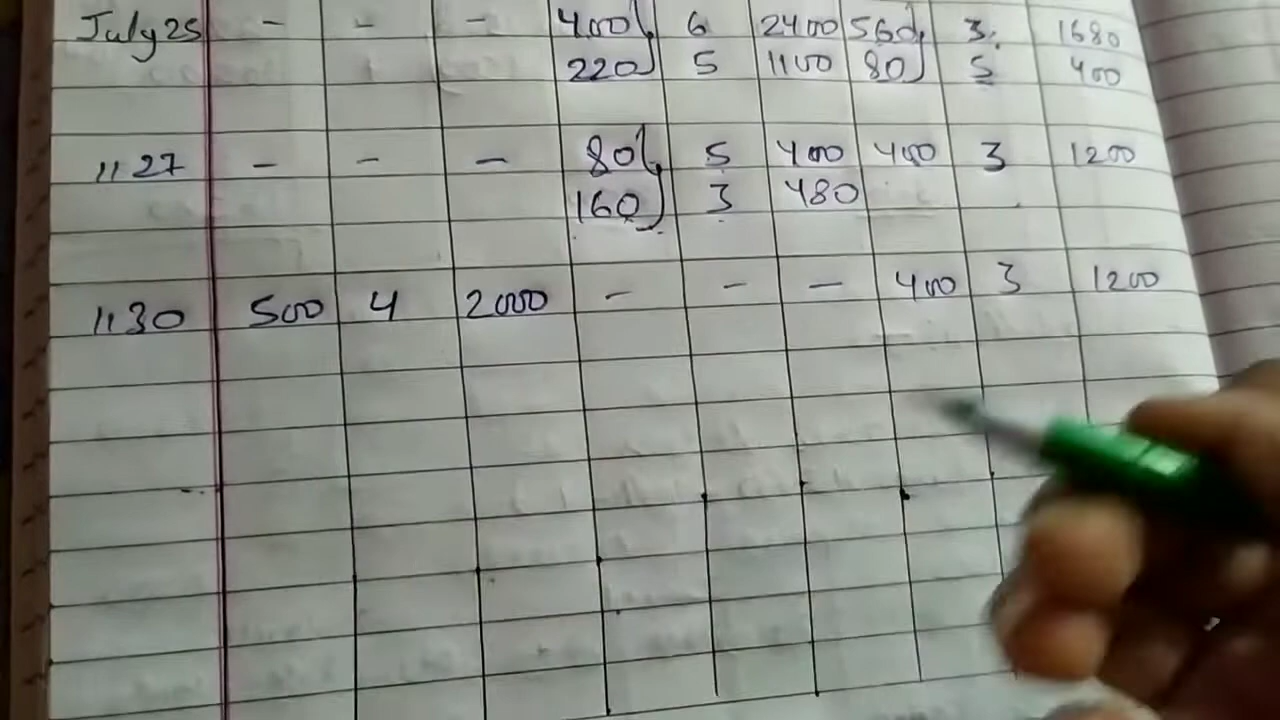 July 25 - - - 400 6 2400 560 3 1680
220 5 1100 80 5 400
〃 27 - - - 80 5 400 400 3 1200
160 3 480
〃 30 500 4 2000 - - - 400 3 1200